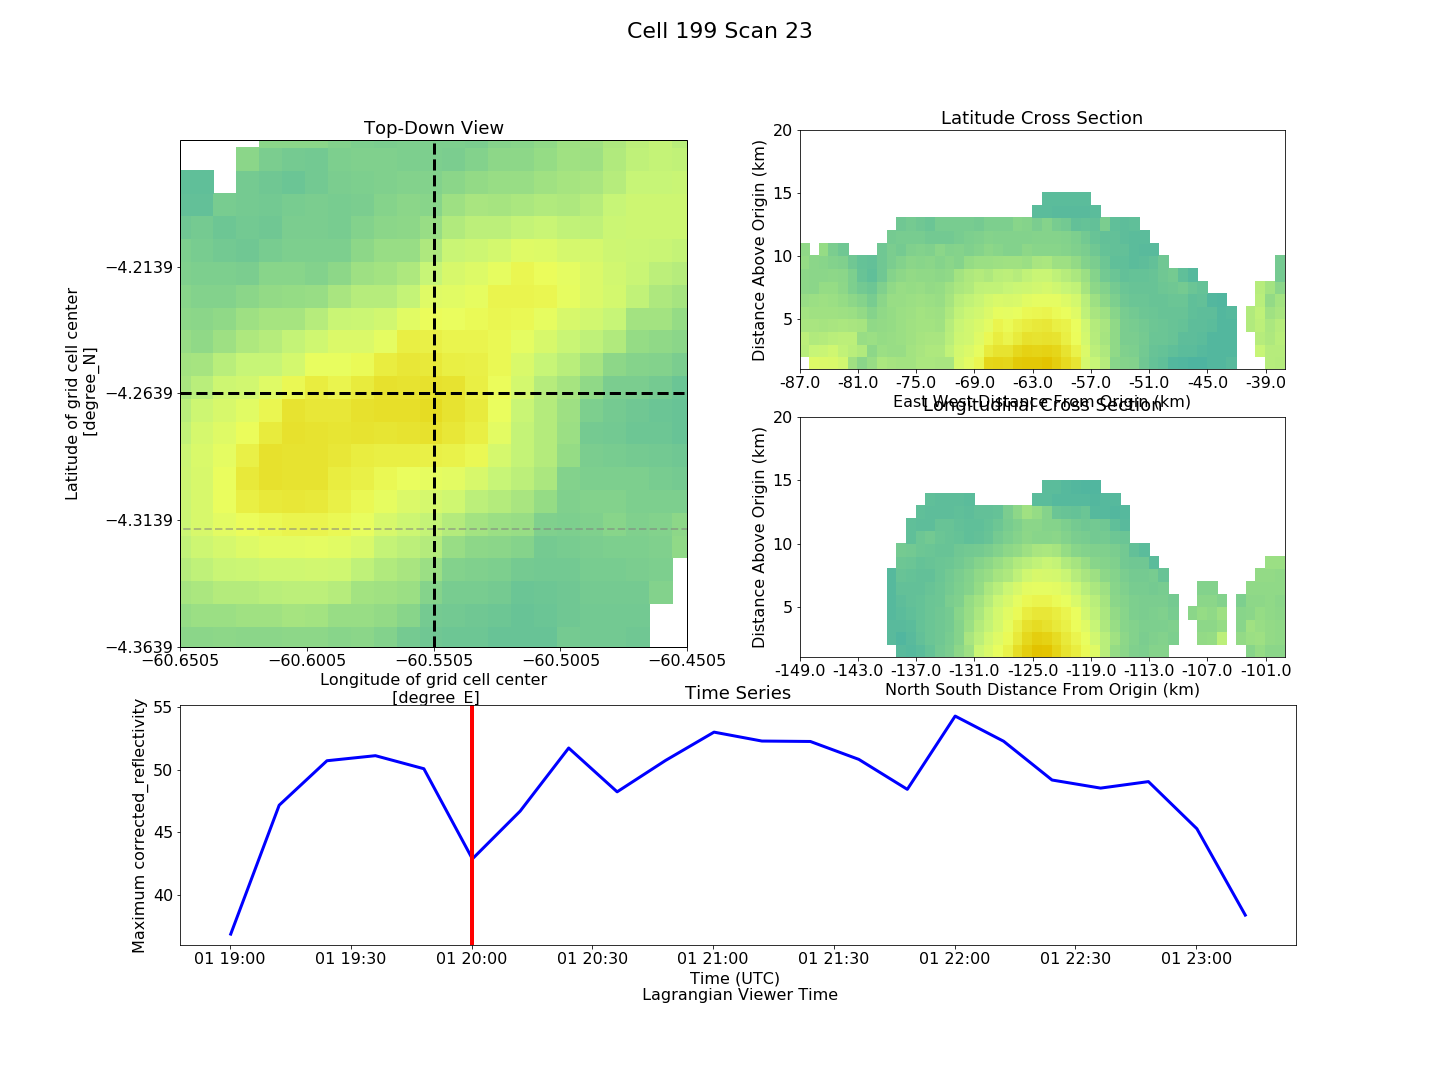 Cell 199 Scan 23
Top-Down View
−4.2139
−4.2639
−4.3139
−4.3639
Latitude of grid cell center
[degree_N]
−60.6505 −60.6005 −60.5505 −60.5005 −60.4505
Longitude of grid cell center
[degree_E]
Latitude Cross Section
20
15
10
5
Distance Above Origin (km)
-87.0 -81.0 -75.0 -69.0 -63.0 -57.0 -51.0 -45.0 -39.0
East West Distance From Origin (km)
Longitudinal Cross Section
20
15
10
5
Distance Above Origin (km)
-149.0 -143.0 -137.0 -131.0 -125.0 -119.0 -113.0 -107.0 -101.0
North South Distance From Origin (km)
Time Series
55
50
45
40
Maximum corrected_reflectivity
01 19:00 01 19:30 01 20:00 01 20:30 01 21:00 01 21:30 01 22:00 01 22:30 01 23:00
Time (UTC)
Lagrangian Viewer Time